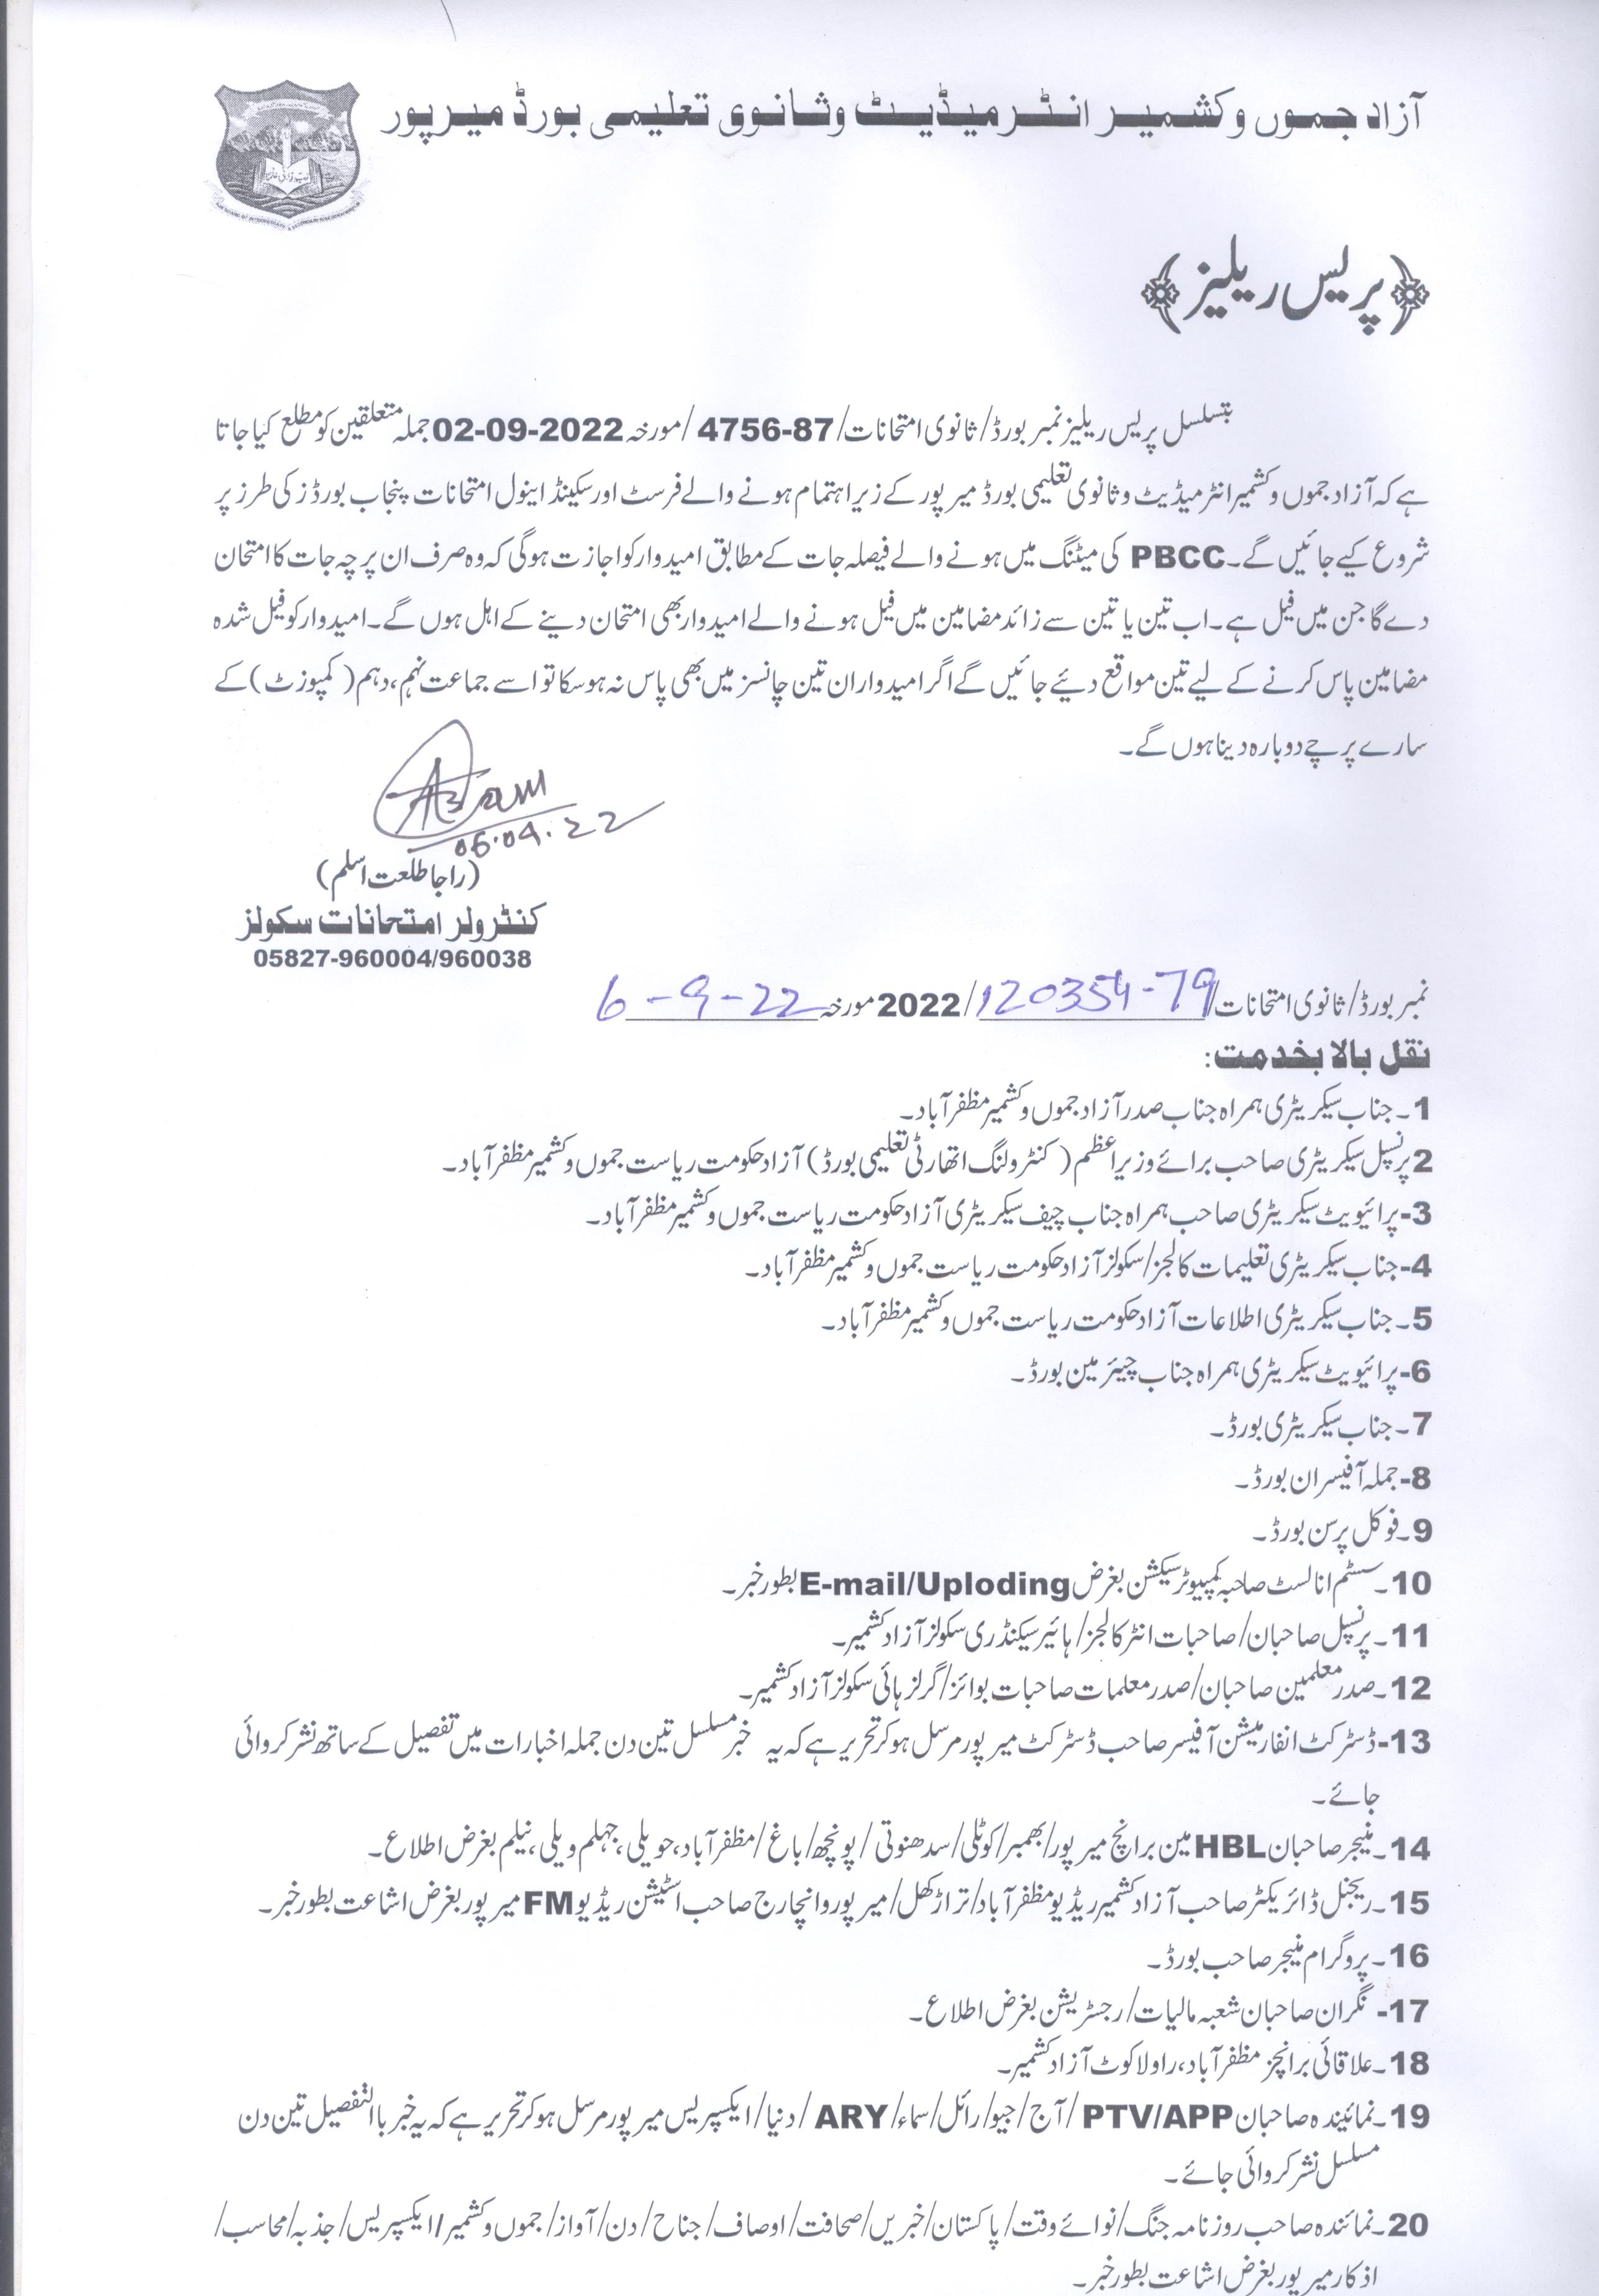 آزاد جموں و کشمیر انٹرمیڈیٹ و ثانوی تعلیمی بورڈ میرپور
﴿پریس ریلیز﴾
بتسلسل پریس ریلیز نمبر بورڈ/ثانوی امتحانات/4756-87 /مورخہ 02-09-2022 جملہ متعلقین کو مطلع کیا جاتا
ہے کہ آزاد جموں و کشمیر انٹرمیڈیٹ و ثانوی تعلیمی بورڈ میرپور کے زیر اہتمام ہونے والے فرسٹ اور سکینڈ اینول امتحانات پنجاب بورڈز کی طرز پر
شروع کیے جائیں گے۔ PBCC کی میٹنگ میں ہونے والے فیصلہ جات کے مطابق امیدوار کو اجازت ہوگی کہ وہ صرف ان پرچہ جات کا امتحان
دے گا جن میں فیل ہے۔ اب تین یا تین سے زائد مضامین میں فیل ہونے والے امیدوار بھی امتحان دینے کے اہل ہوں گے۔ امیدوار کو فیل شدہ
مضامین پاس کرنے کے لیے تین مواقع دئیے جائیں گے اگر امیدوار ان تین چانسز میں بھی پاس نہ ہو سکا تو اسے جماعت نہم، دہم (کمپوزٹ) کے
سارے پرچے دوبارہ دینا ہوں گے۔
06.09.22
(راجا طلعت اسلم)
کنٹرولر امتحانات سکولز
05827-960004/960038
نمبر بورڈ/ثانوی امتحانات/120354-79/2022 مورخہ 6-9-22
نقل بالا بخدمت:
1۔ جناب سیکریٹری ہمراہ جناب صدر آزاد جموں و کشمیر مظفرآباد۔
2 پرنسپل سیکریٹری صاحب برائے وزیراعظم (کنٹرولنگ اتھارٹی تعلیمی بورڈ) آزاد حکومت ریاست جموں و کشمیر مظفرآباد۔
3- پرائیویٹ سیکریٹری صاحب ہمراہ جناب چیف سیکریٹری آزاد حکومت ریاست جموں و کشمیر مظفرآباد۔
4- جناب سیکریٹری تعلیمات کالجز/سکولز آزاد حکومت ریاست جموں و کشمیر مظفرآباد۔
5۔ جناب سیکریٹری اطلاعات آزاد حکومت ریاست جموں و کشمیر مظفرآباد۔
6- پرائیویٹ سیکریٹری ہمراہ جناب چیئرمین بورڈ۔
7۔ جناب سیکریٹری بورڈ۔
8- جملہ آفیسران بورڈ۔
9۔ فوکل پرسن بورڈ۔
10۔ سسٹم انالسٹ صاحبہ کمپیوٹر سیکشن بغرض E-mail/Uploding بطور خبر۔
11۔ پرنسپل صاحبان/صاحبات انٹر کالجز/ہائیر سیکنڈری سکولز آزاد کشمیر۔
12۔ صدر معلمین صاحبان/صدر معلمات صاحبات بوائز/گرلز ہائی سکولز آزاد کشمیر۔
13- ڈسٹرکٹ انفارمیشن آفیسر صاحب ڈسٹرکٹ میرپور مرسل ہو کر تحریر ہے کہ یہ خبر مسلسل تین دن جملہ اخبارات میں تفصیل کے ساتھ نشر کروائی
جائے۔
14۔ منیجر صاحبان HBL مین برانچ میرپور/بھمبر/کوٹلی/سدھنوتی/پونچھ/باغ/مظفرآباد، حویلی، جہلم ویلی، نیلم بغرض اطلاع۔
15۔ ریجنل ڈائریکٹر صاحب آزاد کشمیر ریڈیو مظفرآباد/تراڑکھل/میرپور و انچارج صاحب اسٹیشن ریڈیو FM میرپور بغرض اشاعت بطور خبر۔
16۔ پروگرام منیجر صاحب بورڈ۔
17- نگران صاحبان شعبہ مالیات/رجسٹریشن بغرض اطلاع۔
18۔ علاقائی برانچز مظفرآباد، راولاکوٹ آزاد کشمیر۔
19۔ نمائیندہ صاحبان PTV/APP /آج/جیو/رائل/سماء/ARY /دنیا/ایکسپریس میرپور مرسل ہو کر تحریر ہے کہ یہ خبر باالتفصیل تین دن
مسلسل نشر کروائی جائے۔
20۔ نمائندہ صاحب روزنامہ جنگ/نوائے وقت/پاکستان/خبریں/صحافت/اوصاف/جناح/دن/آواز/جموں و کشمیر/ایکسپریس/جذبہ/محاسب/
اذکار میرپور بغرض اشاعت بطور خبر۔